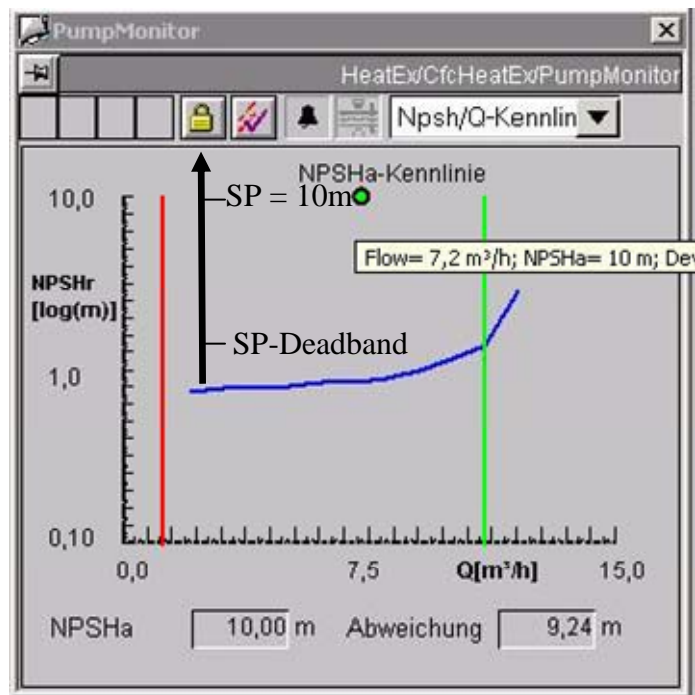 PumpMonitor
HeatEx/CfcHeatEx/PumpMonitor
Npsh/Q-Kennlin
NPSHa-Kennlinie
10,0
SP = 10m
Flow= 7,2 m³/h; NPSHa= 10 m; Dev
NPSHr
[log(m)]
SP-Deadband
1,0
0,10
0,0 7,5 Q[m³/h] 15,0
NPSHa 10,00 m Abweichung 9,24 m